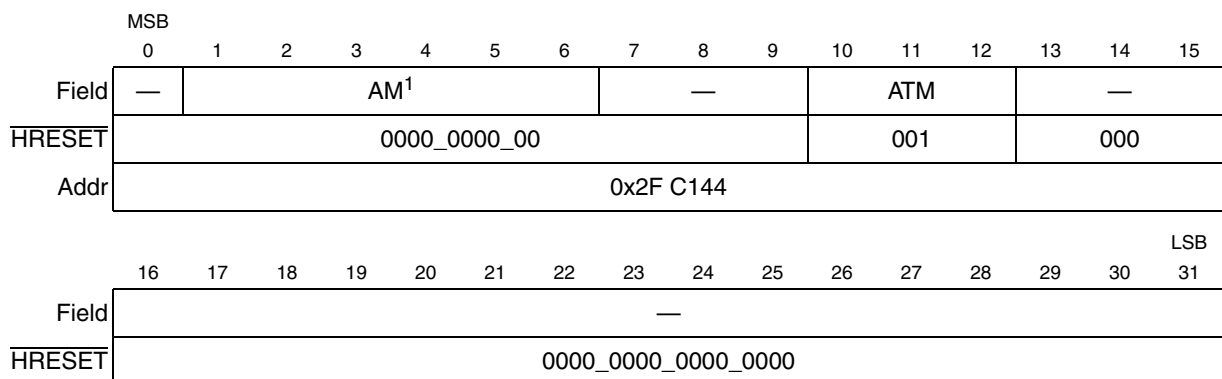 MSB
0 1 2 3 4 5 6 7 8 9 10 11 12 13 14 15
Field — AM1 — ATM —
HRESET 0000_0000_00 001 000
Addr 0x2F C144
LSB
16 17 18 19 20 21 22 23 24 25 26 27 28 29 30 31
Field —
HRESET 0000_0000_0000_0000